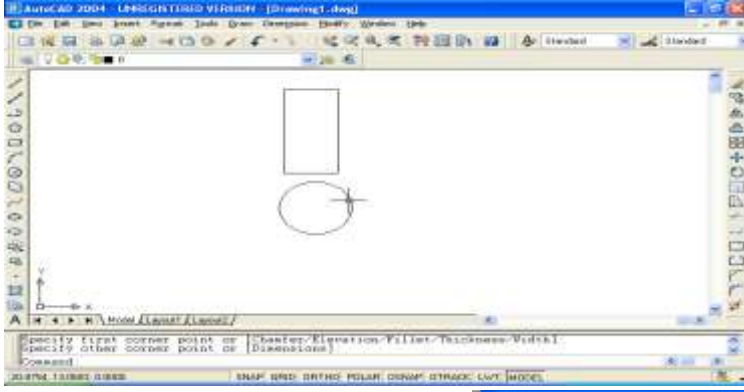 AutoCAD 2004 - UNREGISTERED VERSION - [Drawing1.dwg]
File Edit View Insert Format Tools Draw Dimension Modify Window Help
Standard Standard
0
Y
X
Model Layout1 Layout2
Specify first corner point or [Chamfer/Elevation/Fillet/Thickness/Width]
Specify other corner point or [Dimensions]
Command
SNAP GRID ORTHO POLAR OSNAP OTRACK LWT MODEL